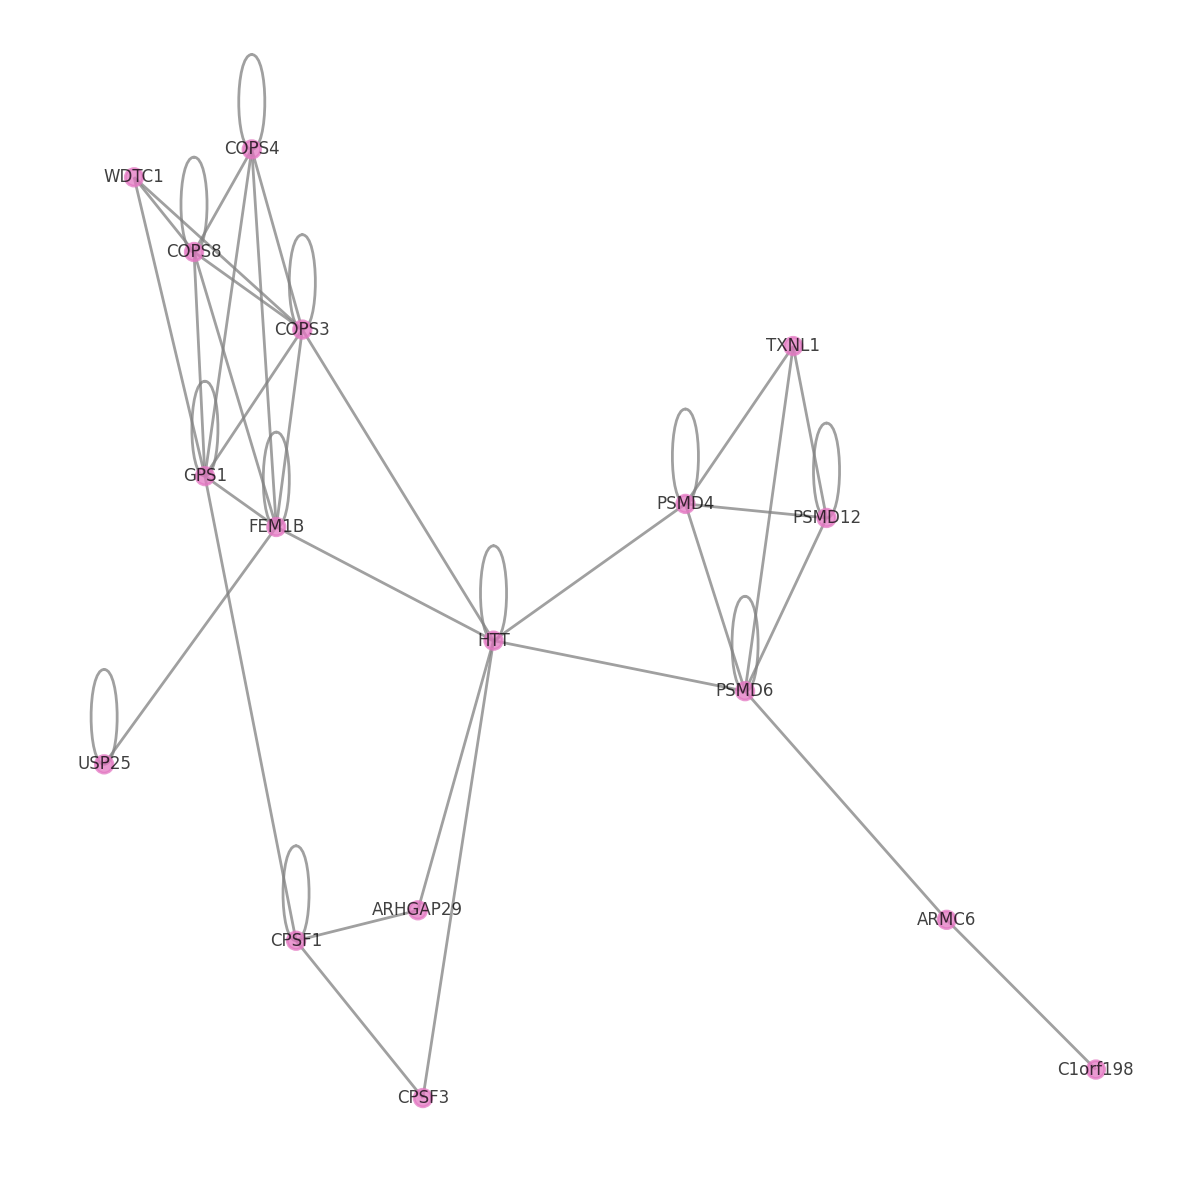 COPS4
WDTC1
COPS8
COPS3
TXNL1
GPS1
PSMD4
PSMD12
FEM1B
HTT
PSMD6
USP25
ARHGAP29
ARMC6
CPSF1
C1orf198
CPSF3